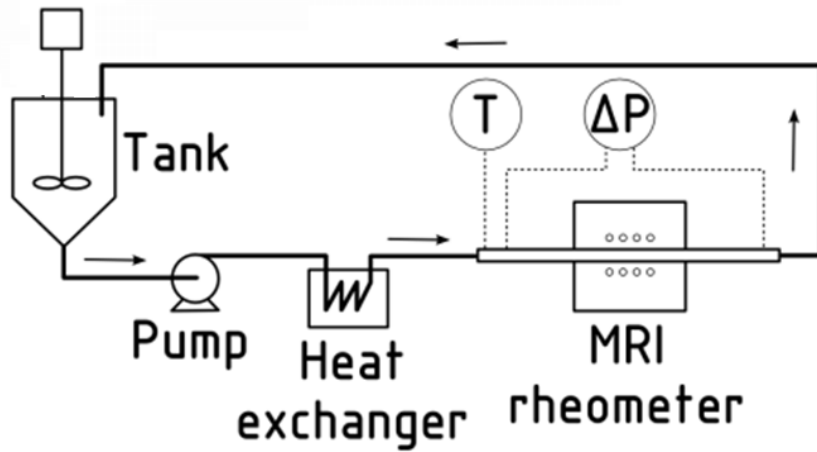 T
ΔP
Tank
Pump
Heat
exchanger
MRI
rheometer